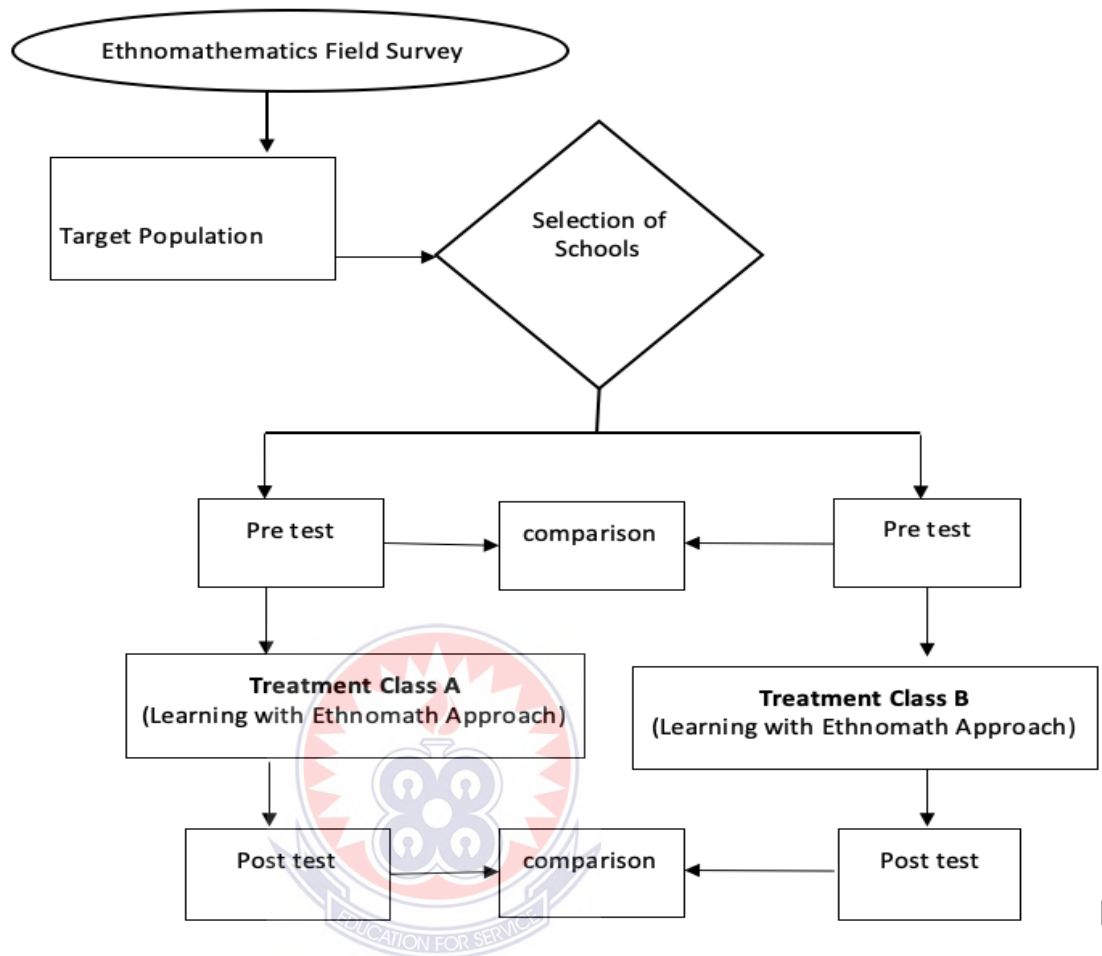 Ethnomathematics Field Survey
Target Population
Selection of
Schools
Pre test
comparison
Pre test
Treatment Class A
(Learning with Ethnomath Approach)
Treatment Class B
(Learning with Ethnomath Approach)
Post test
comparison
Post test
EDUCATION FOR SERVICE